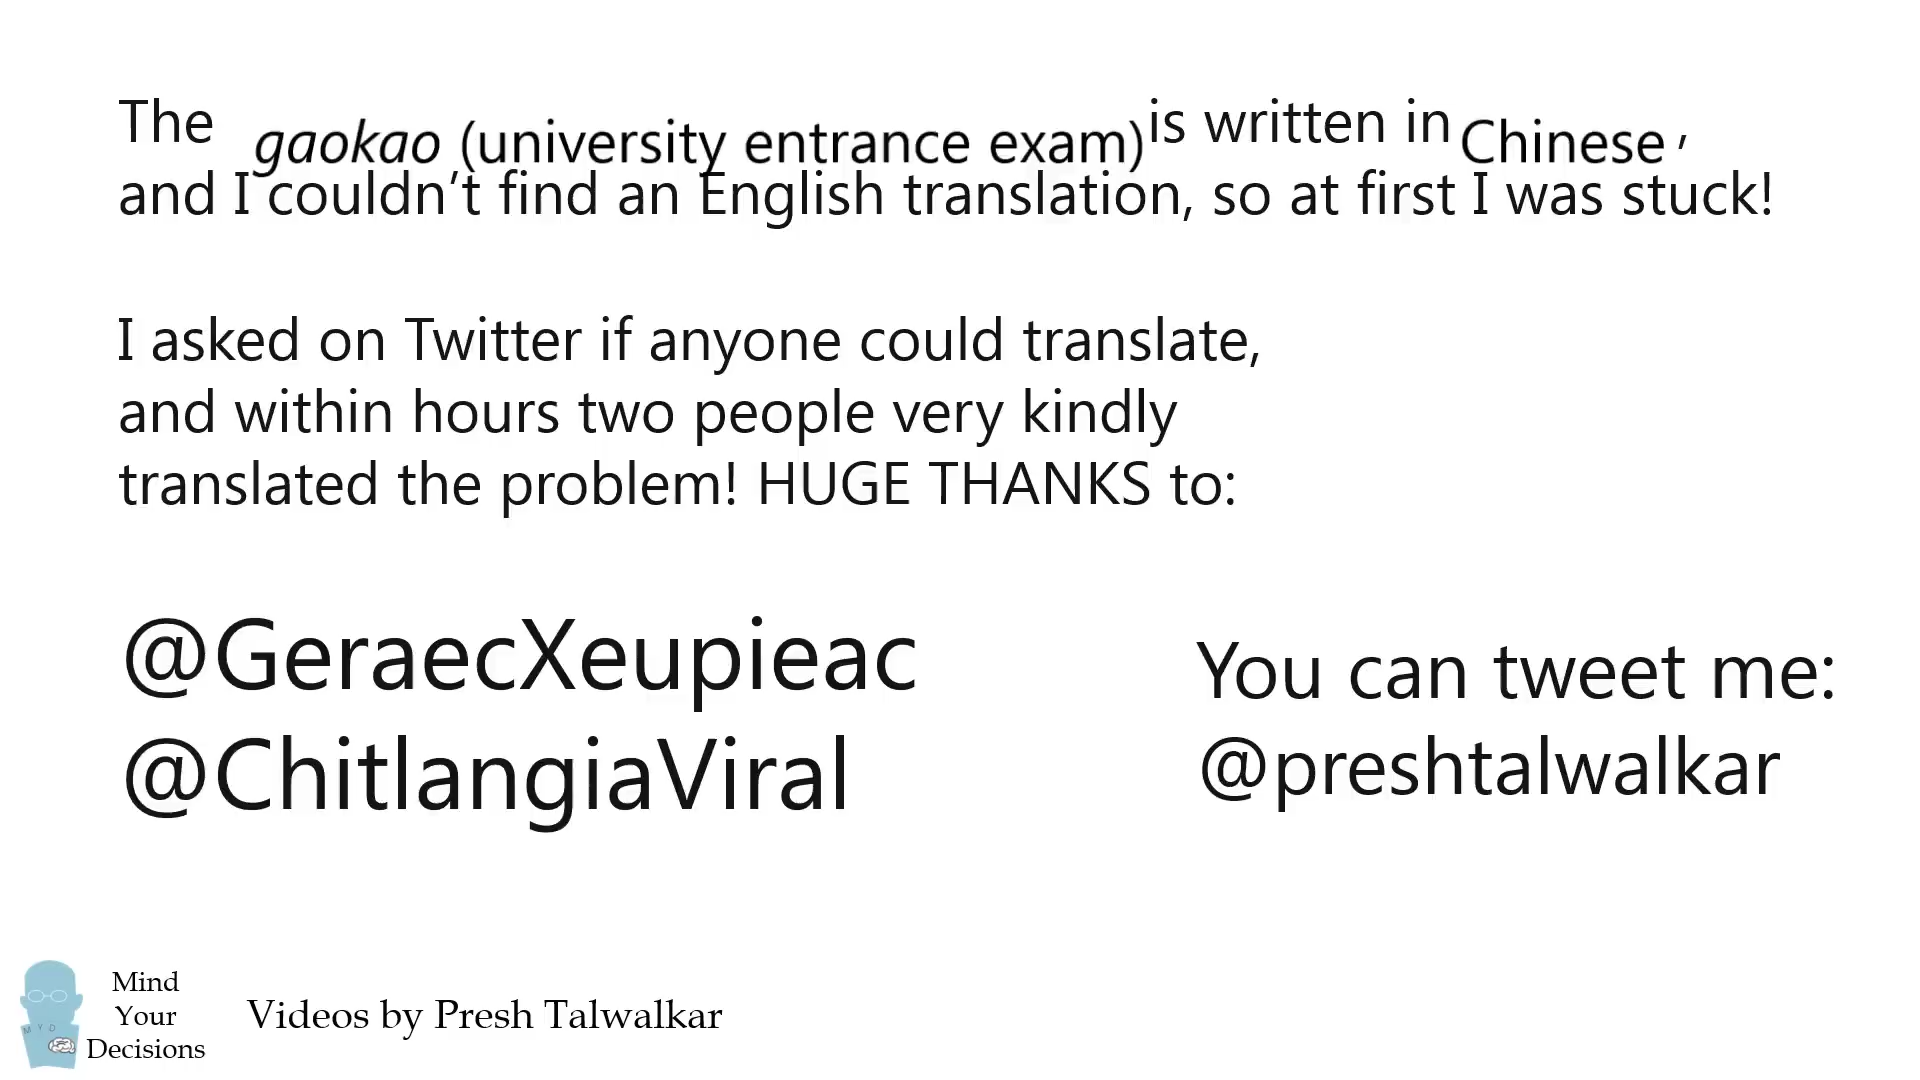 The gaokao (university entrance exam) is written in Chinese,
and I couldn't find an English translation, so at first I was stuck!
I asked on Twitter if anyone could translate,
and within hours two people very kindly
translated the problem! HUGE THANKS to:
@GeraecXeupieac
@ChitlangiaViral
You can tweet me:
@preshtalwalkar
M Y D
Mind
Your
Decisions
Videos by Presh Talwalkar